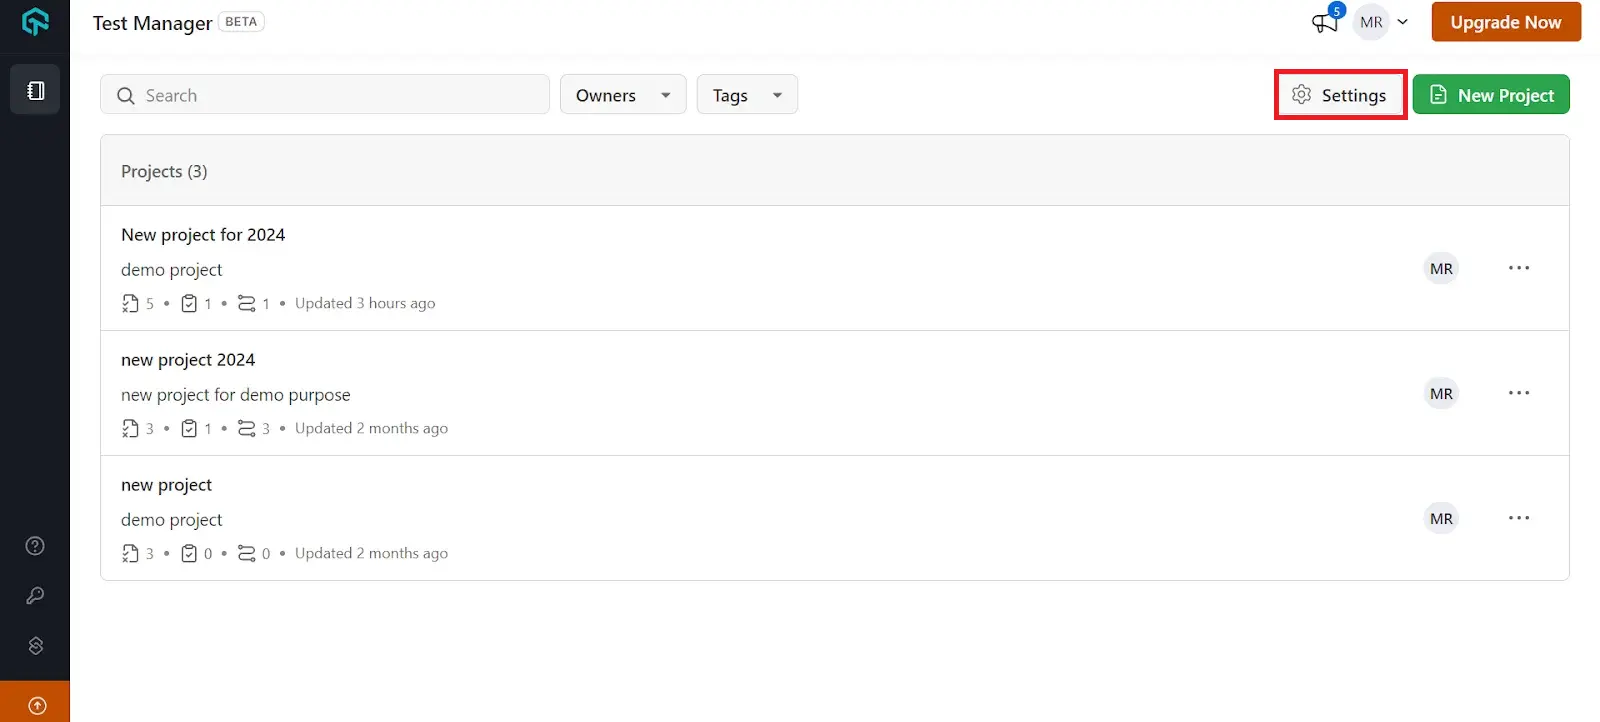 Test Manager BETA
5
MR
Upgrade Now
Search
Owners
Tags
Settings
New Project
Projects (3)
New project for 2024
demo project
5 • 1 • 1 • Updated 3 hours ago
MR
new project 2024
new project for demo purpose
3 • 1 • 3 • Updated 2 months ago
MR
new project
demo project
3 • 0 • 0 • Updated 2 months ago
MR